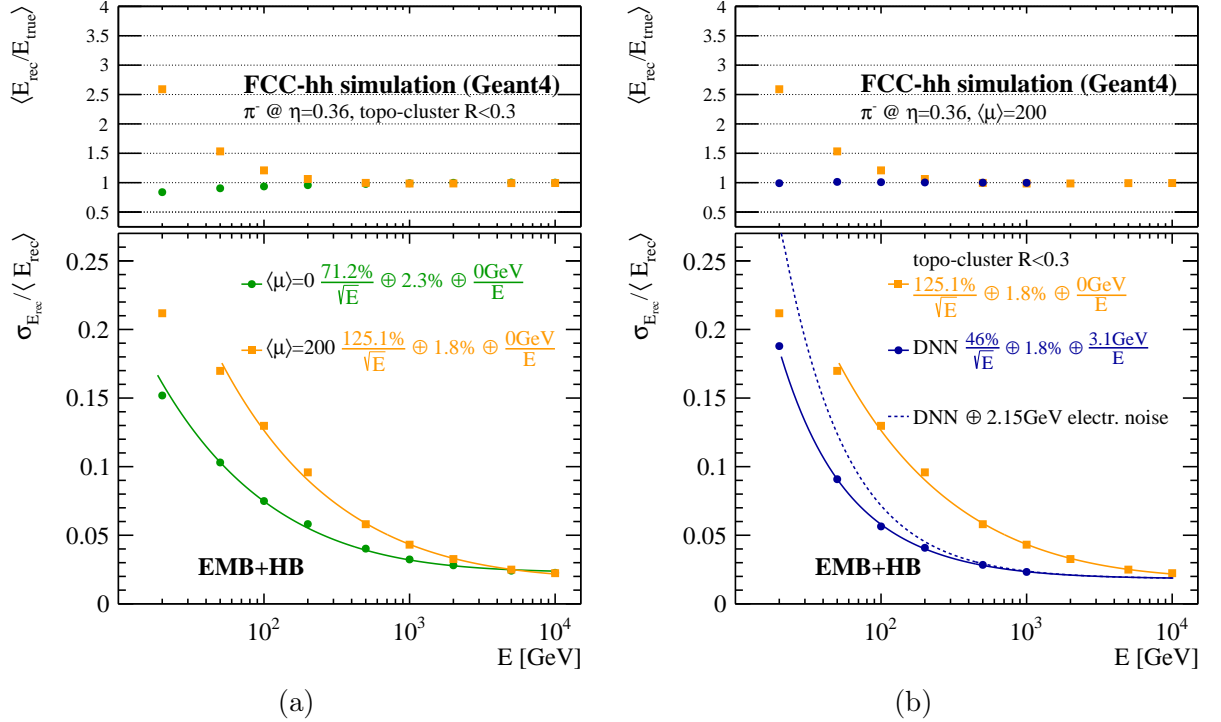 ⟨E_rec/E_true⟩
4
3.5
3
2.5
2
1.5
1
0.5
FCC-hh simulation (Geant4)
π⁻ @ η=0.36, topo-cluster R<0.3
σ_E_rec/⟨E_rec⟩
0.25
0.2
0.15
0.1
0.05
0
⟨μ⟩=0 71.2%/√E ⊕ 2.3% ⊕ 0GeV/E
⟨μ⟩=200 125.1%/√E ⊕ 1.8% ⊕ 0GeV/E
EMB+HB
10² 10³ 10⁴
E [GeV]
(a)
⟨E_rec/E_true⟩
4
3.5
3
2.5
2
1.5
1
0.5
FCC-hh simulation (Geant4)
π⁻ @ η=0.36, ⟨μ⟩=200
σ_E_rec/⟨E_rec⟩
0.25
0.2
0.15
0.1
0.05
0
topo-cluster R<0.3
125.1%/√E ⊕ 1.8% ⊕ 0GeV/E
DNN 46%/√E ⊕ 1.8% ⊕ 3.1GeV/E
DNN ⊕ 2.15GeV electr. noise
EMB+HB
10² 10³ 10⁴
E [GeV]
(b)